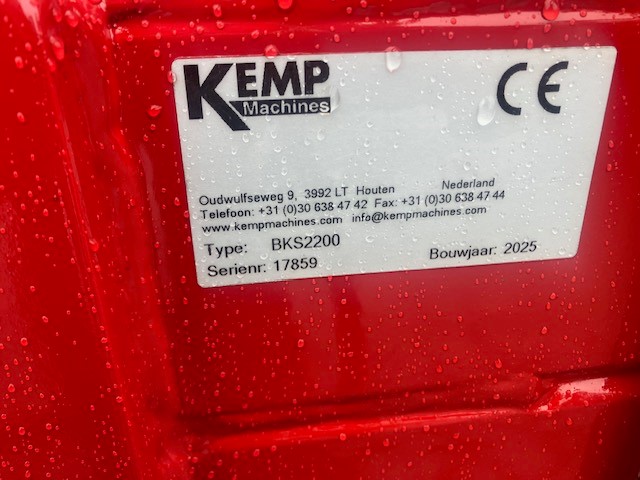 KEMP
Machines
CE
Oudwulfseweg 9, 3992 LT Houten Nederland
Telefoon: +31 (0)30 638 47 42 Fax: +31 (0)30 638 47 44
www.kempmachines.com info@kempmachines.com
Type: BKS2200
Serienr: 17859 Bouwjaar: 2025